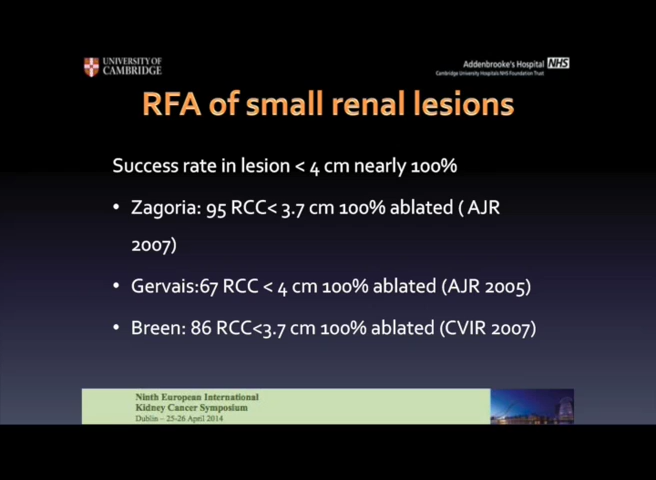 UNIVERSITY OF
CAMBRIDGE
Addenbrooke's Hospital NHS
Cambridge University Hospitals NHS Foundation Trust
RFA of small renal lesions
Success rate in lesion < 4 cm nearly 100%
• Zagoria: 95 RCC< 3.7 cm 100% ablated ( AJR
2007)
• Gervais:67 RCC < 4 cm 100% ablated (AJR 2005)
• Breen: 86 RCC<3.7 cm 100% ablated (CVIR 2007)
Ninth European International
Kidney Cancer Symposium
Dublin – 25-26 April 2014